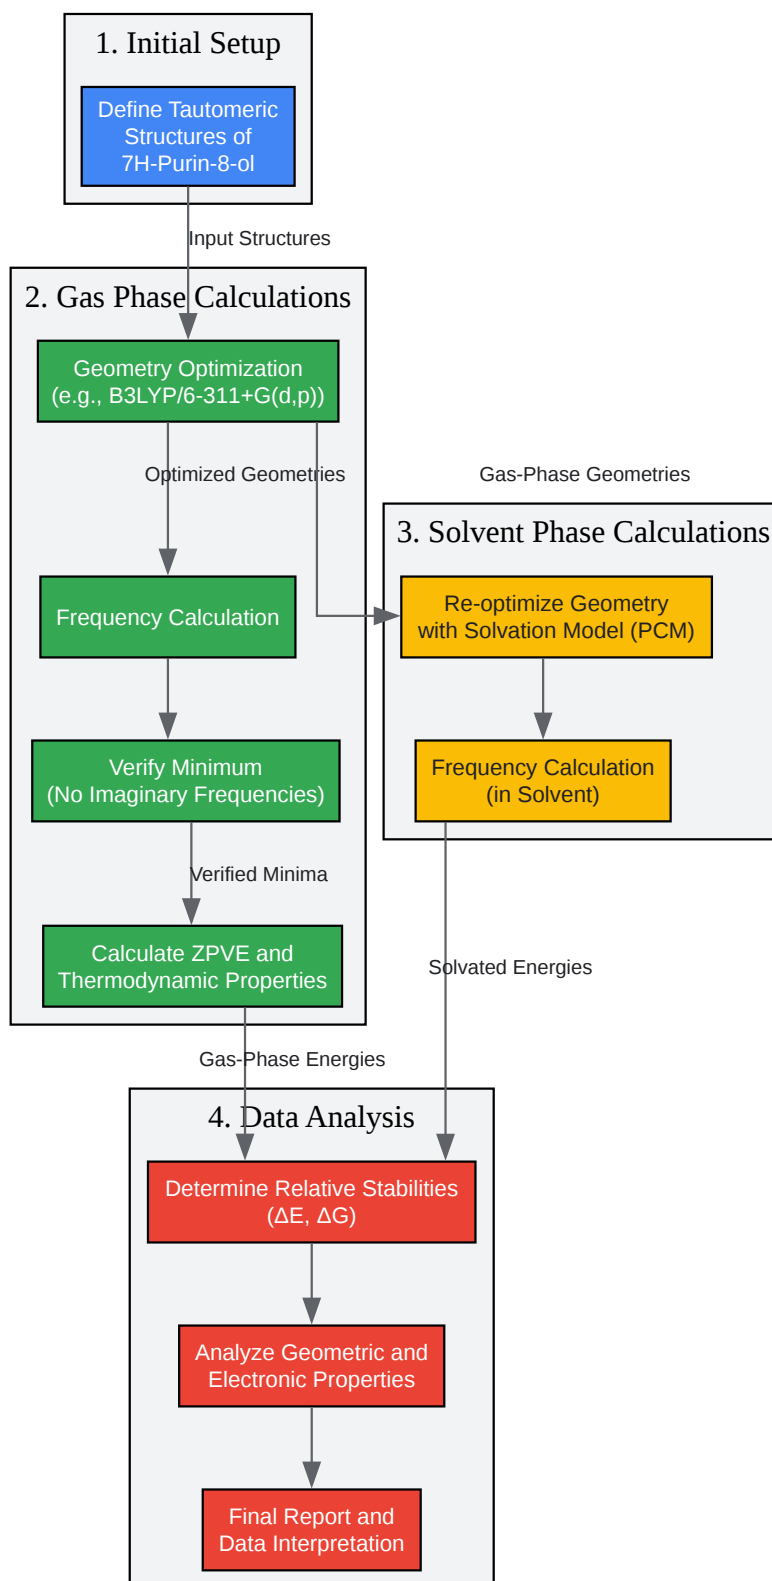 1. Initial Setup
Define Tautomeric
Structures of
7H-Purin-8-ol
Input Structures
2. Gas Phase Calculations
Geometry Optimization
(e.g., B3LYP/6-311+G(d,p))
Optimized Geometries
Gas-Phase Geometries
3. Solvent Phase Calculations
Frequency Calculation
Re-optimize Geometry
with Solvation Model (PCM)
Verify Minimum
(No Imaginary Frequencies)
Frequency Calculation
(in Solvent)
Verified Minima
Calculate ZPVE and
Thermodynamic Properties
Solvated Energies
Gas-Phase Energies
4. Data Analysis
Determine Relative Stabilities
(ΔE, ΔG)
Analyze Geometric and
Electronic Properties
Final Report and
Data Interpretation